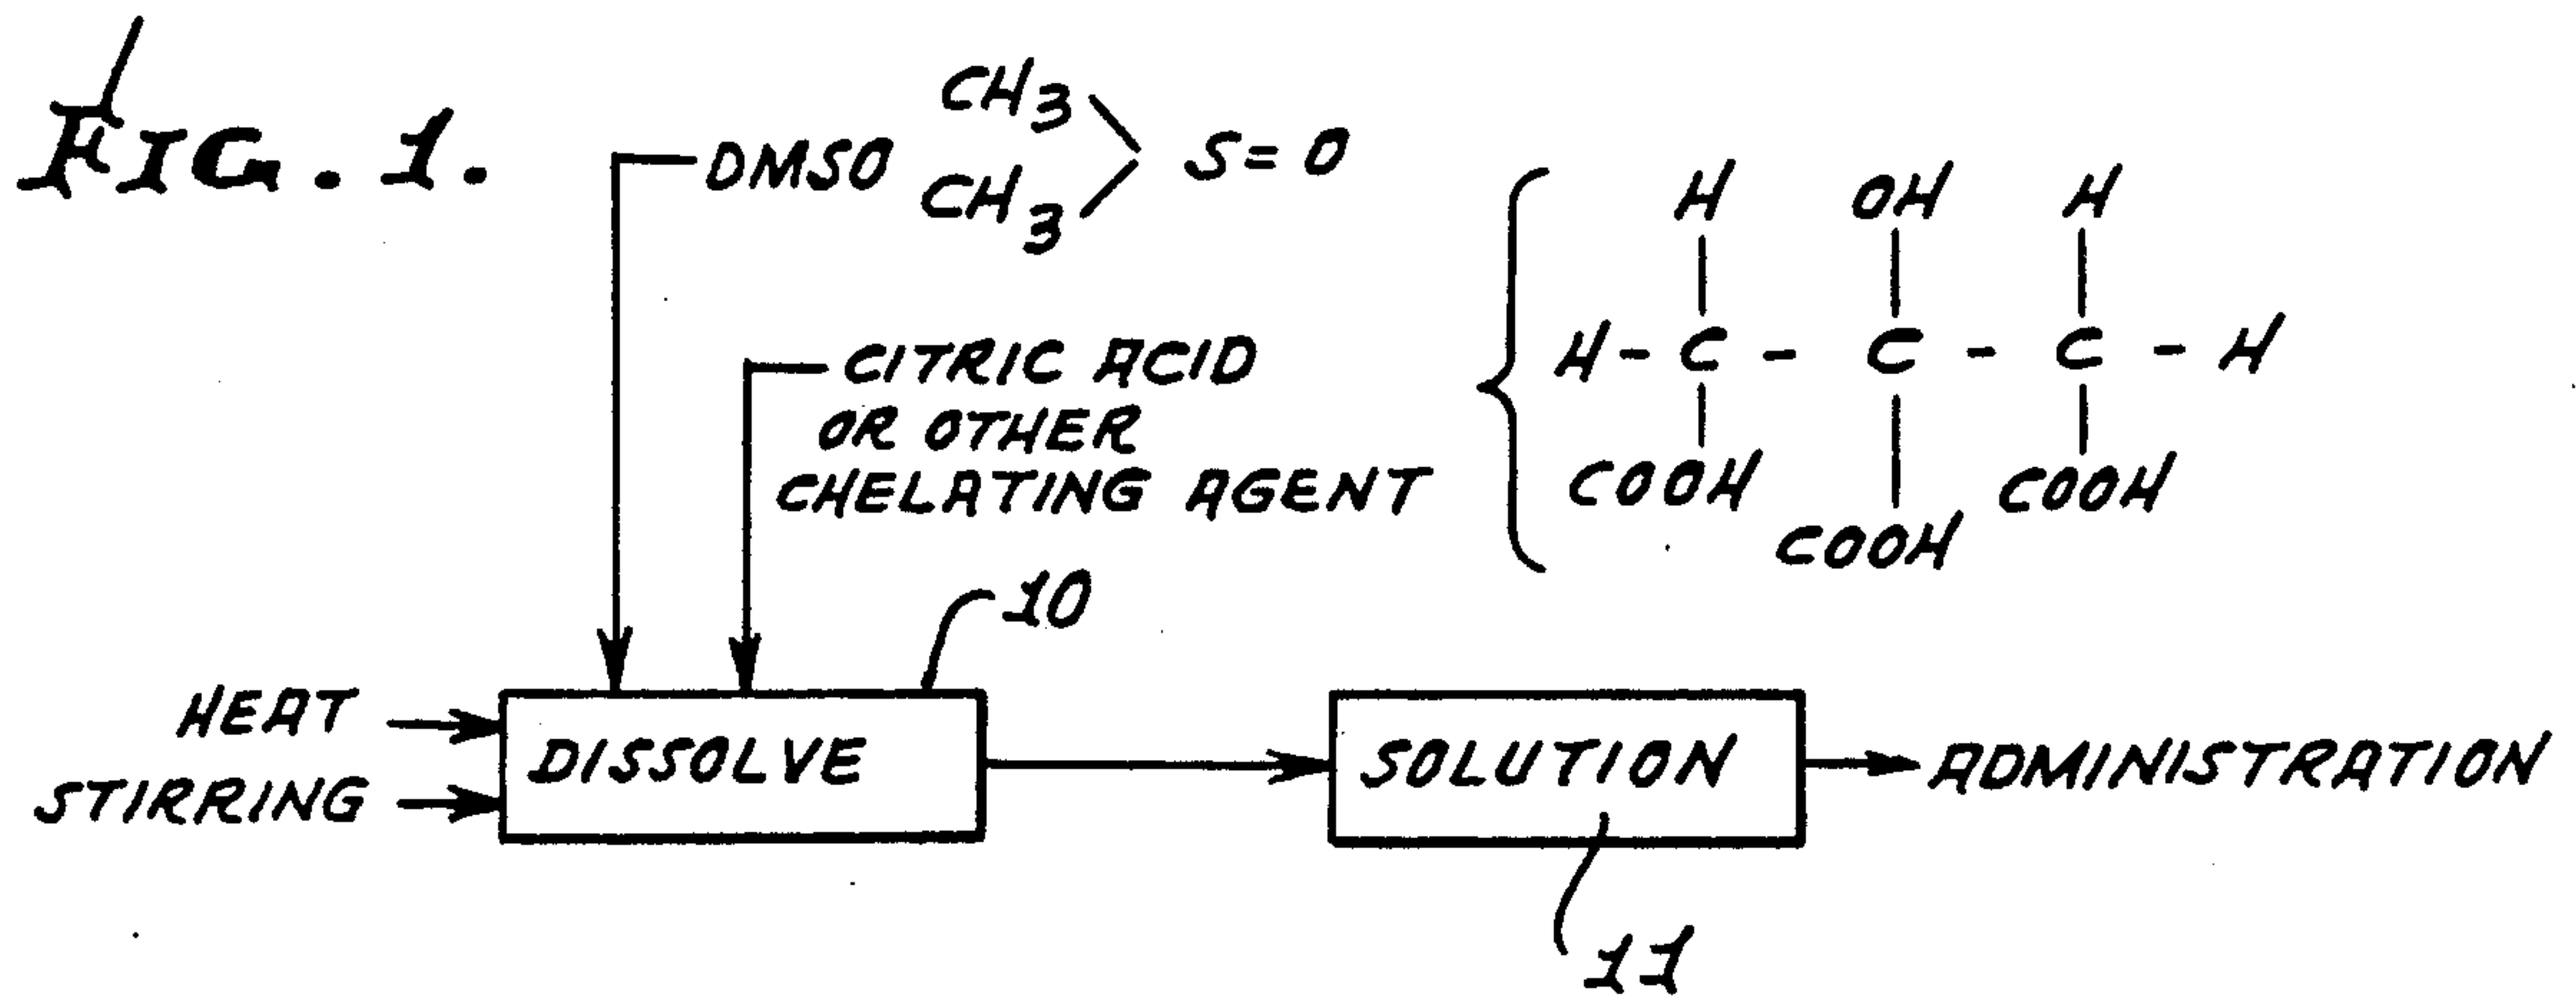 FIG. 1.
DMSO
CH3
CH3
S=O
CITRIC ACID
OR OTHER
CHELATING AGENT
H OH H
H-C-C-C-H
COOH COOH COOH
10
HEAT
STIRRING
DISSOLVE
SOLUTION
ADMINISTRATION
11